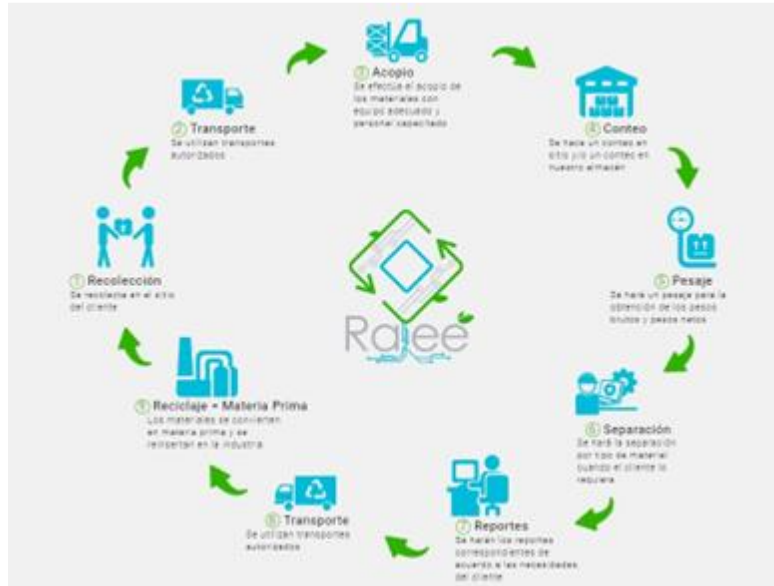 ① Recolección
Se recolecta en el sitio
del cliente
② Transporte
Se utilizan transportes
autorizados
③ Acopio
Se efectúa el acopio de
los materiales con
equipo adecuado y
personal capacitado
④ Conteo
Se hace un conteo en
sitio y/o un conteo en
nuestro almacén
⑤ Pesaje
Se hará un pesaje para la
obtención de los pesos
brutos y pesos netos
⑥ Separación
Se hará la separación
por tipo de material
cuando el cliente lo
requiera
⑦ Reportes
Se harán los reportes
correspondientes de
acuerdo a las necesidades
del cliente
⑧ Transporte
Se utilizan transportes
autorizados
⑨ Reciclaje - Materia Prima
Los materiales se convierten
en materia prima y se
reinsertan en la industria
Raiee